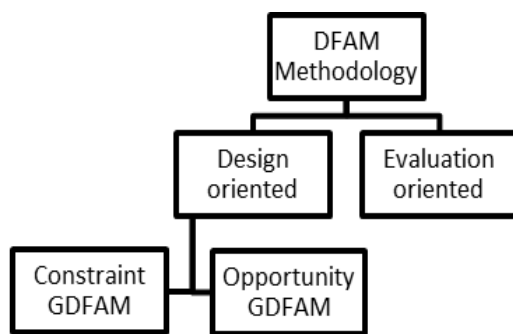 DFAM
Methodology
Design
oriented
Evaluation
oriented
Constraint
GDFAM
Opportunity
GDFAM